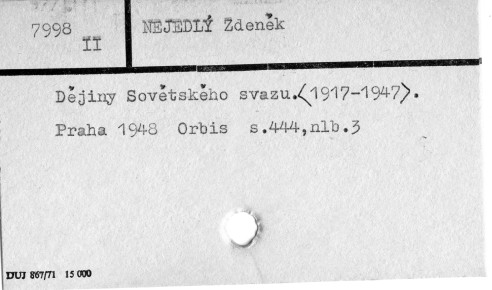 7998 NEJEDLÝ Zdeněk
II
Dějiny Sovětského svazu.<1917-1947>.
Praha 1948 Orbis s.444,nlb.3
DUJ 867/71 15 000